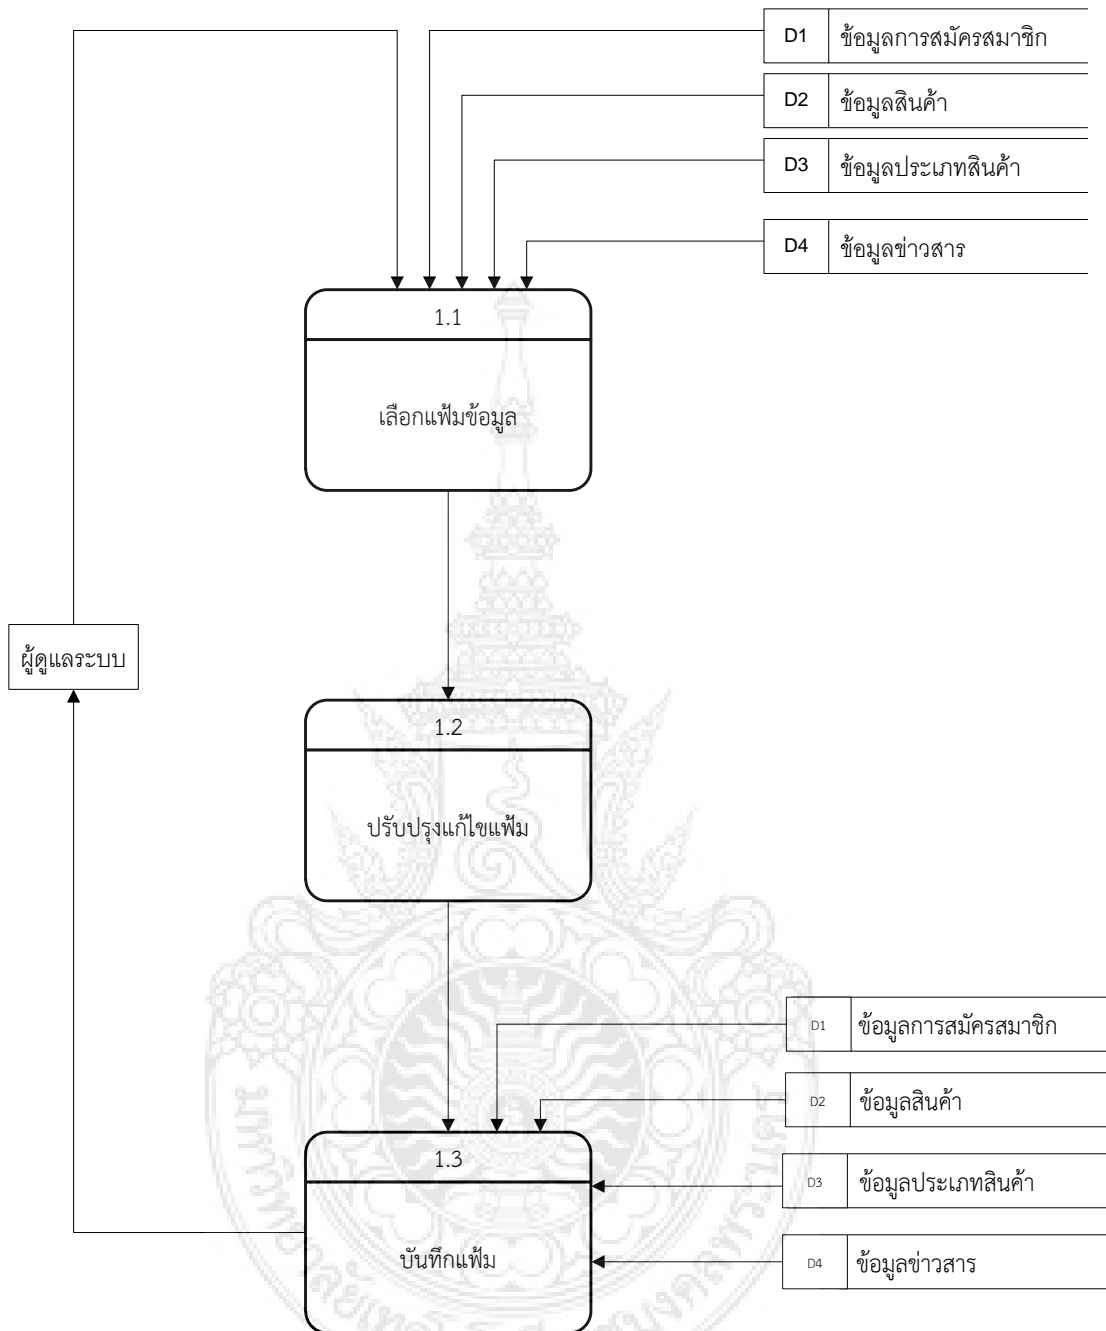 D1 ข้อมูลการสมัครสมาชิก
D2 ข้อมูลสินค้า
D3 ข้อมูลประเภทสินค้า
D4 ข้อมูลข่าวสาร
1.1
เลือกแฟ้มข้อมูล
ผู้ดูแลระบบ
1.2
ปรับปรุงแก้ไขแฟ้ม
D1 ข้อมูลการสมัครสมาชิก
D2 ข้อมูลสินค้า
1.3
D3 ข้อมูลประเภทสินค้า
บันทึกแฟ้ม
D4 ข้อมูลข่าวสาร